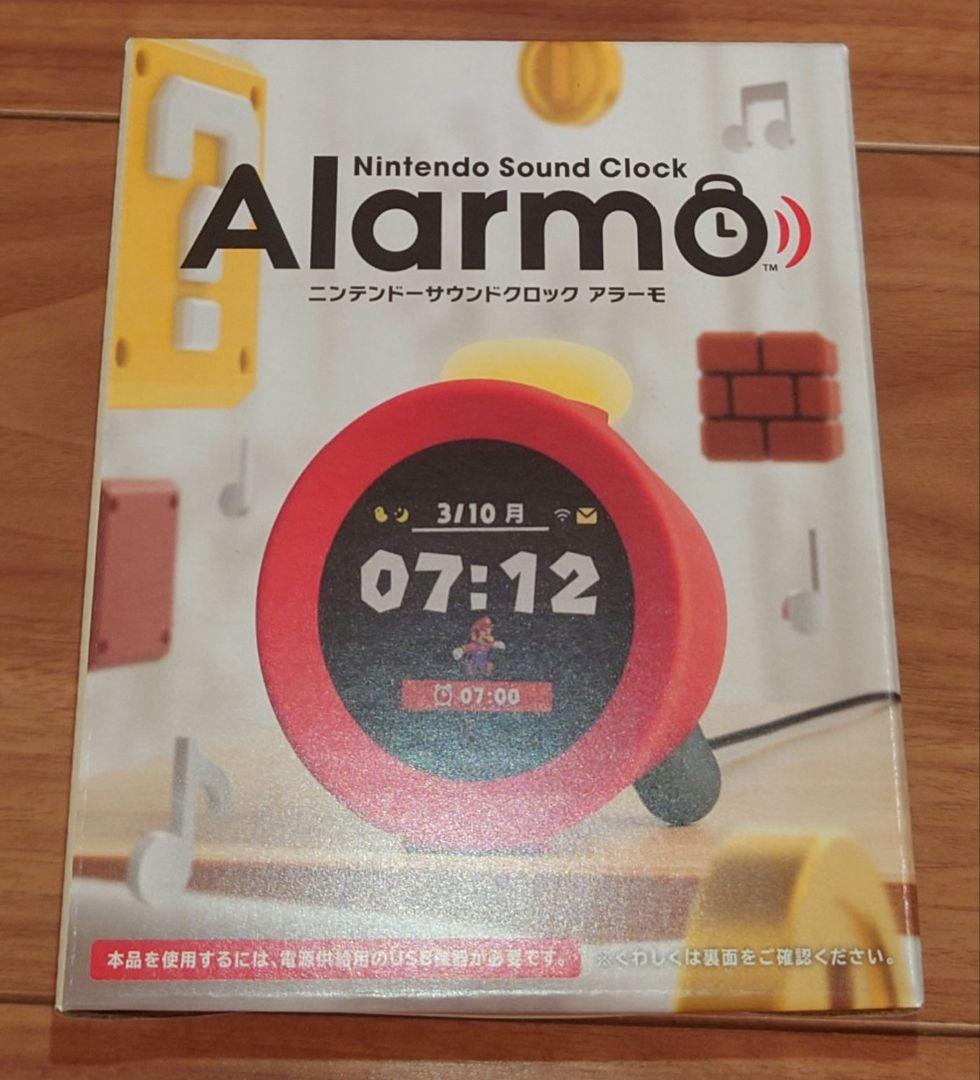 Nintendo Sound Clock
Alarmo
TM
ニンテンドーサウンドクロック アラーモ
3/10 月
07:12
07:00
本品を使用するには、電源供給用のUSB機器が必要です。 ※くわしくは裏面をご確認ください。